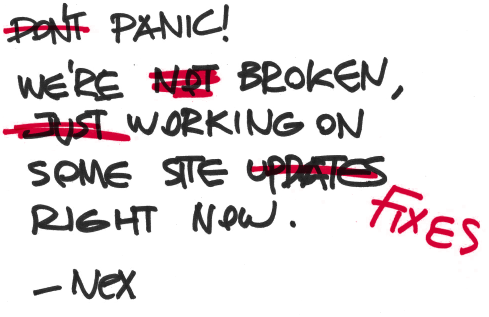 DON'T PANIC!
WE'RE NOT BROKEN,
JUST WORKING ON
SOME SITE UPDATES
FIXES
RIGHT NOW.
—NEX